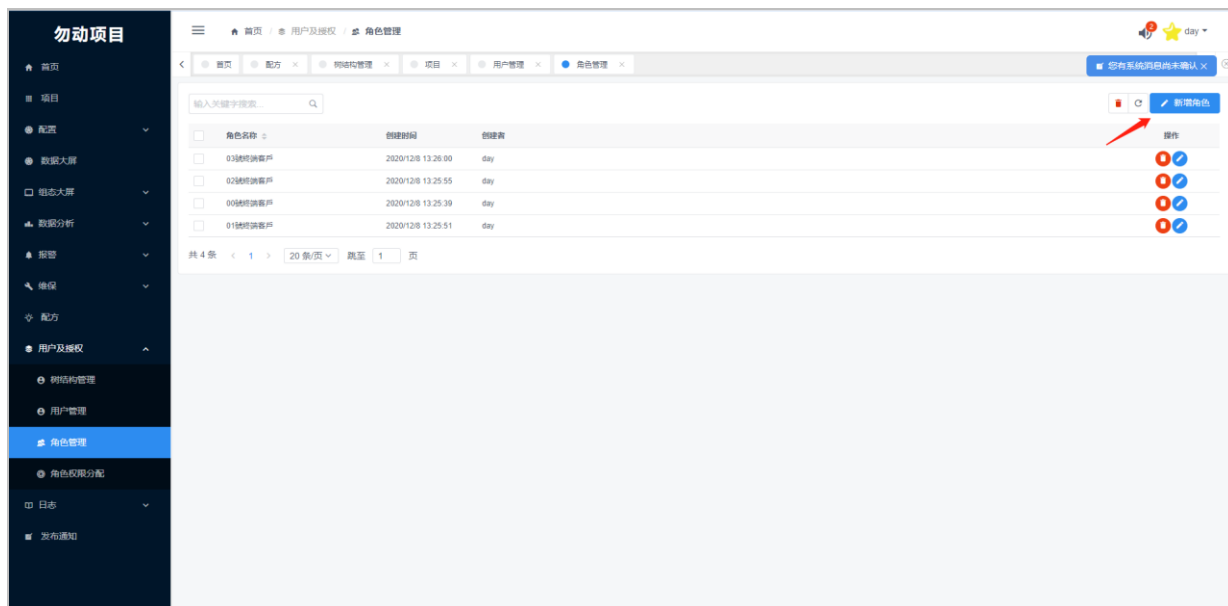 勿动项目
首页 / 用户及授权 / 角色管理
2
day
首页
配方 ×
树结构管理 ×
项目 ×
用户管理 ×
角色管理 ×
您有系统消息尚未确认 ×
首页
项目
配置
数据大屏
组态大屏
数据分析
报警
维保
配方
用户及授权
树结构管理
用户管理
角色管理
角色权限分配
日志
发布通知
输入关键字搜索...
新增角色
角色名称 创建时间 创建者 操作
03號终端客戶 2020/12/8 13:26:00 day
02號终端客戶 2020/12/8 13:25:55 day
00號终端客戶 2020/12/8 13:25:39 day
01號终端客戶 2020/12/8 13:25:51 day
共 4 条 < 1 > 20 条/页 跳至 1 页